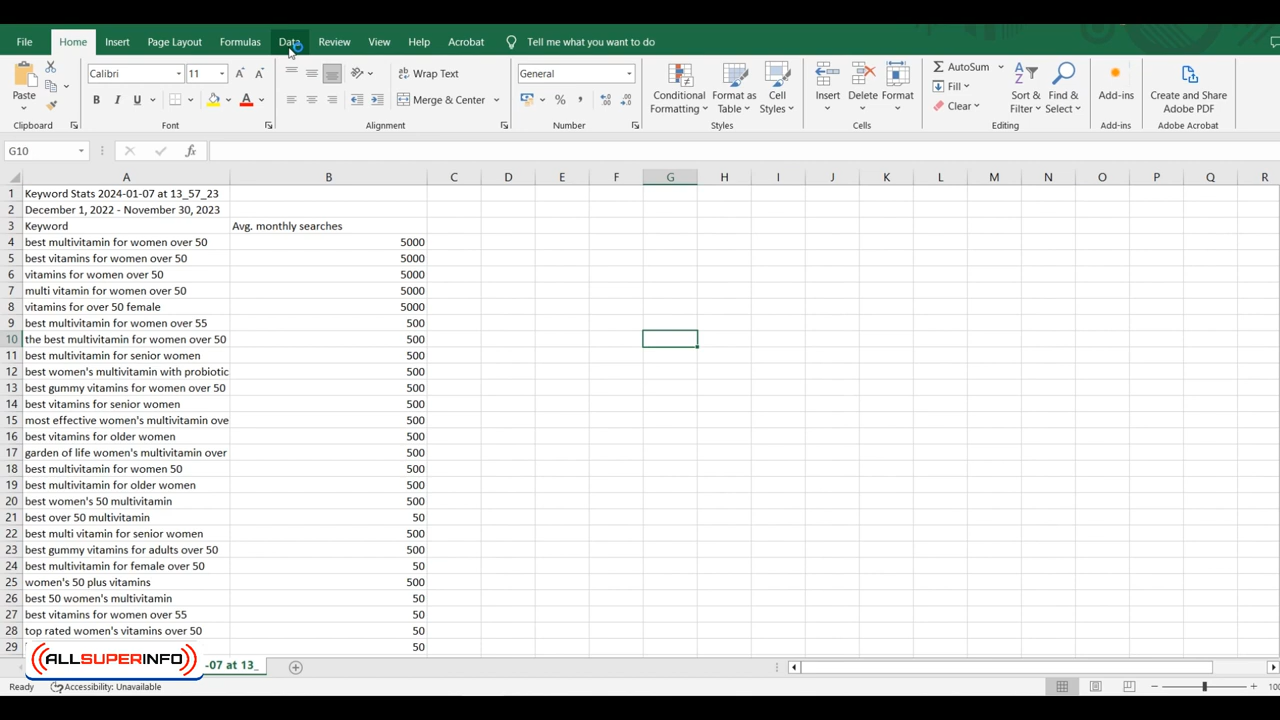 File Home Insert Page Layout Formulas Data Review View Help Acrobat Tell me what you want to do
Paste Calibri 11 Wrap Text General Conditional Formatting Format as Table Cell Styles Insert Delete Format AutoSum Sort & Filter Find & Select Add-ins Create and Share Adobe PDF
B I U A Merge & Center % , Fill
Clear
Clipboard Font Alignment Number Styles Cells Editing Add-ins Adobe Acrobat
G10 fx
A B C D E F G H I J K L M N O P Q R
1 Keyword Stats 2024-01-07 at 13_57_23
2 December 1, 2022 - November 30, 2023
3 Keyword Avg. monthly searches
4 best multivitamin for women over 50 5000
5 best vitamins for women over 50 5000
6 vitamins for women over 50 5000
7 multi vitamin for women over 50 5000
8 vitamins for over 50 female 5000
9 best multivitamin for women over 55 500
10 the best multivitamin for women over 50 500
11 best multivitamin for senior women 500
12 best women's multivitamin with probiotic 500
13 best gummy vitamins for women over 50 500
14 best vitamins for senior women 500
15 most effective women's multivitamin ove 500
16 best vitamins for older women 500
17 garden of life women's multivitamin over 500
18 best multivitamin for women 50 500
19 best multivitamin for older women 500
20 best women's 50 multivitamin 500
21 best over 50 multivitamin 50
22 best multi vitamin for senior women 500
23 best gummy vitamins for adults over 50 500
24 best multivitamin for female over 50 50
25 women's 50 plus vitamins 500
26 best 50 women's multivitamin 50
27 best vitamins for women over 55 50
28 top rated women's vitamins over 50 50
29 50
ALLSUPERINFO -07 at 13_
Ready Accessibility: Unavailable 100